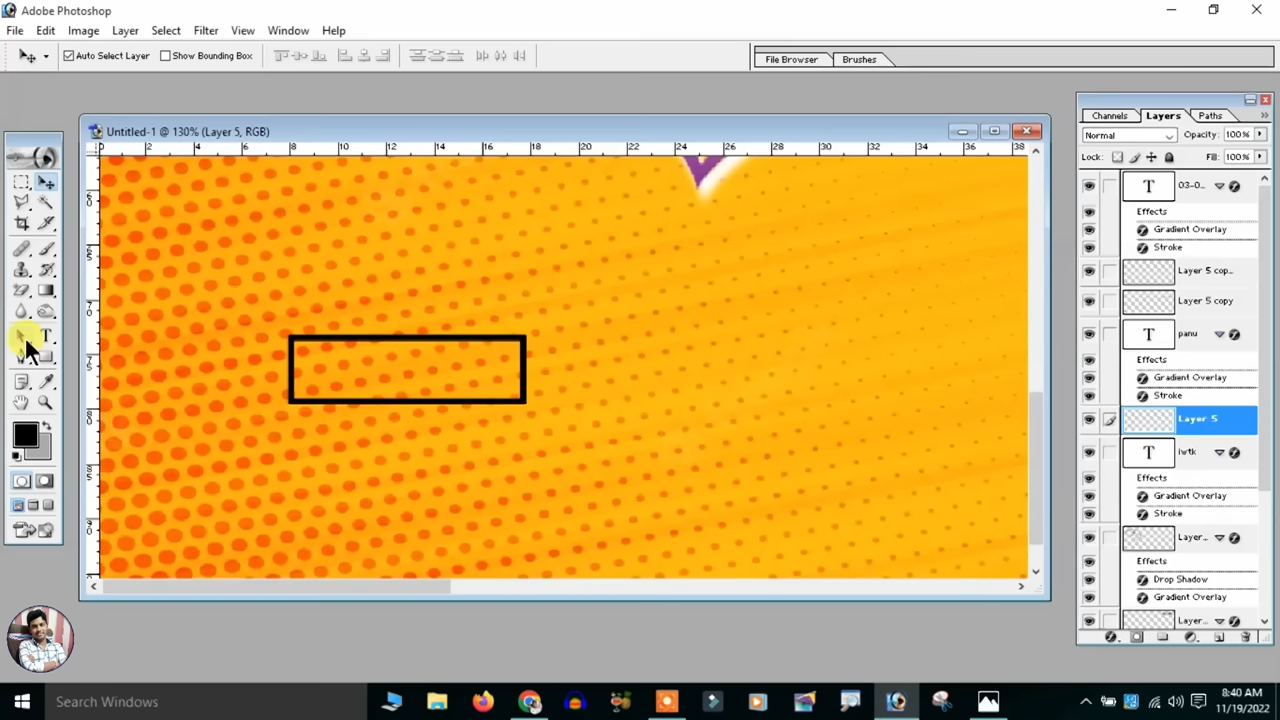 Adobe Photoshop
File Edit Image Layer Select Filter View Window Help
Auto Select Layer Show Bounding Box
File Browser Brushes
Untitled-1 @ 130% (Layer 5, RGB)
0 2 4 6 8 10 12 14 16 18 20 22 24 26 28 30 32 34 36 38
Channels Layers Paths
Normal Opacity: 100%
Lock: Fill: 100%
T 03-0...
Effects
Gradient Overlay
Stroke
Layer 5 cop...
Layer 5 copy
T panu
Effects
Gradient Overlay
Stroke
Layer 5
T iwtk
Effects
Gradient Overlay
Stroke
Layer...
Effects
Drop Shadow
Gradient Overlay
Layer...
Search Windows
8:40 AM
11/19/2022